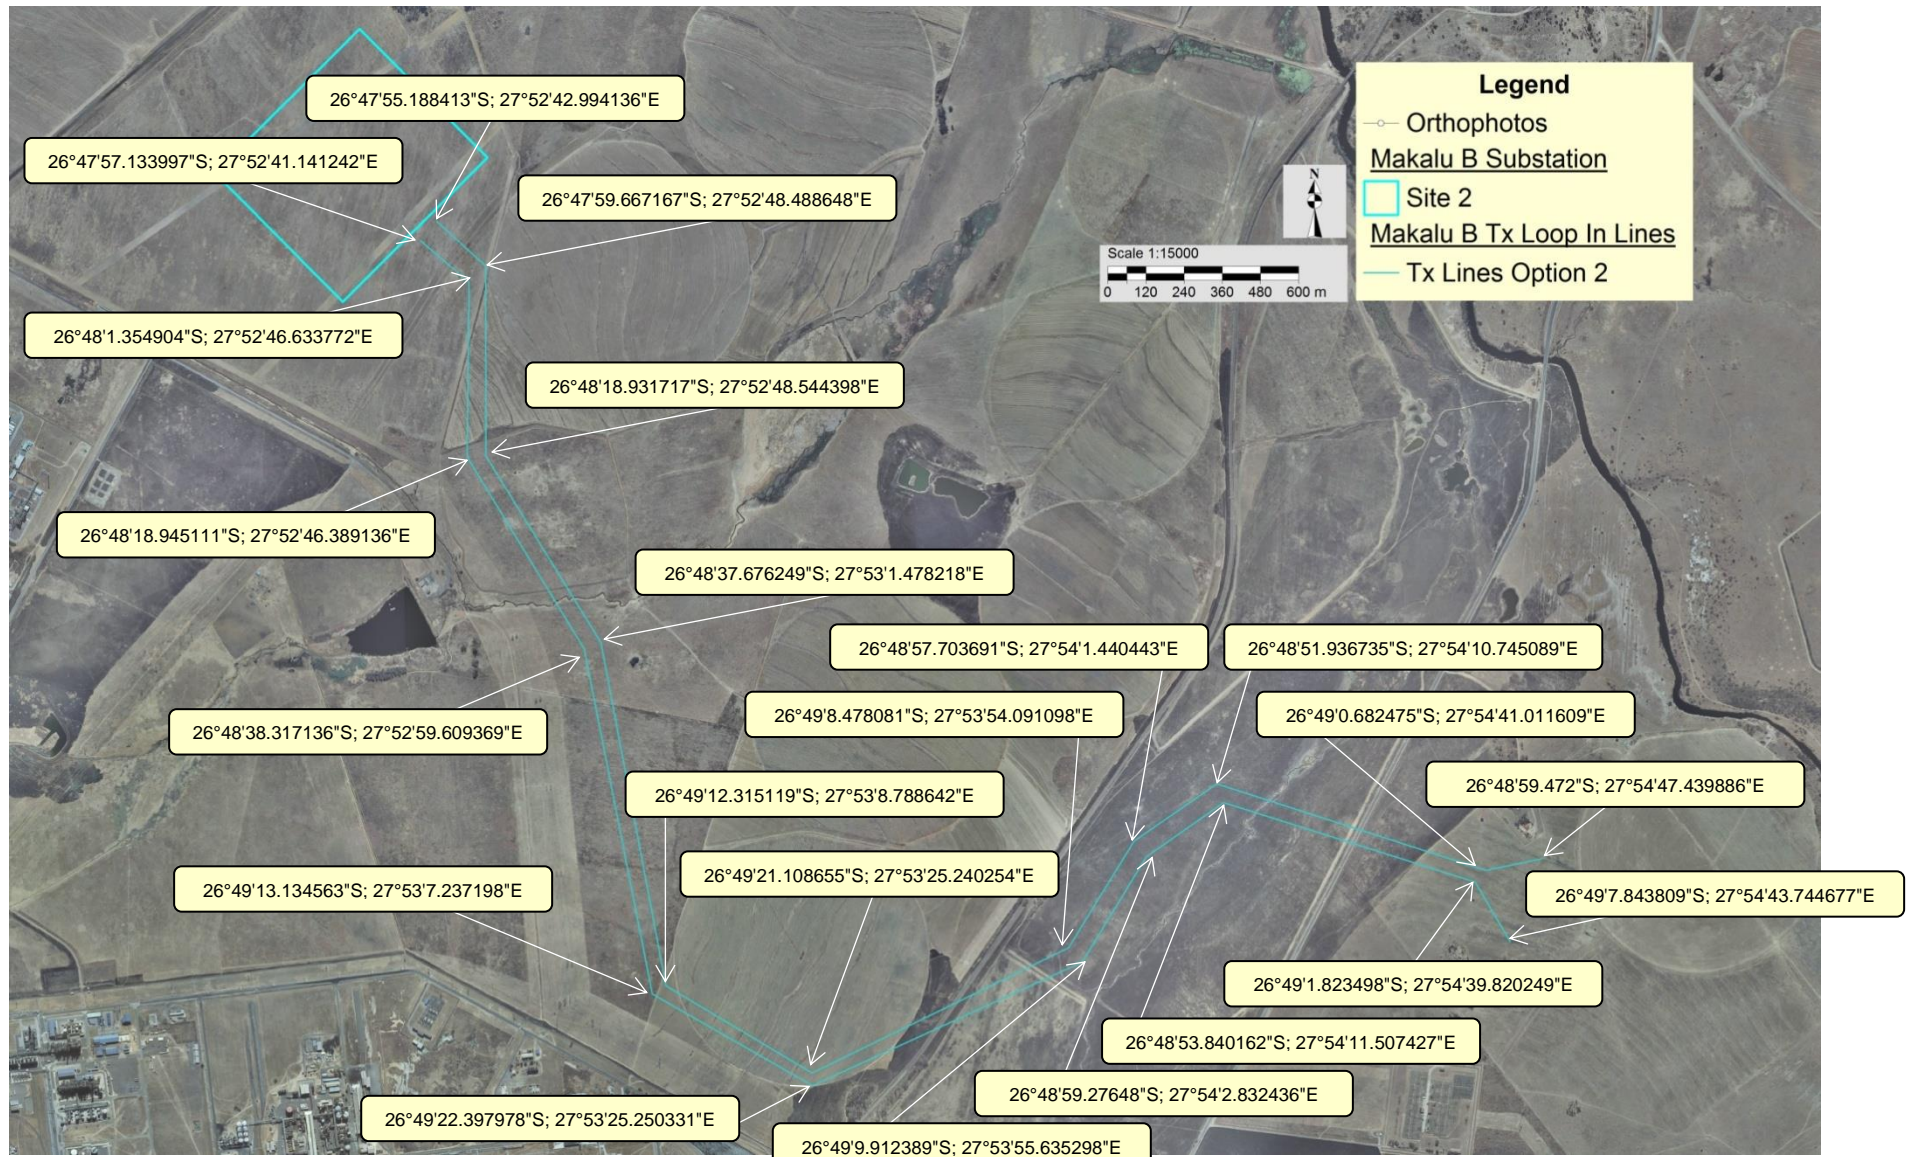 Legend
Orthophotos
Makalu B Substation
Site 2
Makalu B Tx Loop In Lines
Tx Lines Option 2
N
Scale 1:15000
0 120 240 360 480 600 m
26°47'55.188413"S; 27°52'42.994136"E
26°47'57.133997"S; 27°52'41.141242"E
26°47'59.667167"S; 27°52'48.488648"E
26°48'1.354904"S; 27°52'46.633772"E
26°48'18.931717"S; 27°52'48.544398"E
26°48'18.945111"S; 27°52'46.389136"E
26°48'37.676249"S; 27°53'1.478218"E
26°48'57.703691"S; 27°54'1.440443"E
26°48'51.936735"S; 27°54'10.745089"E
26°48'38.317136"S; 27°52'59.609369"E
26°49'8.478081"S; 27°53'54.091098"E
26°49'0.682475"S; 27°54'41.011609"E
26°49'12.315119"S; 27°53'8.788642"E
26°48'59.472"S; 27°54'47.439886"E
26°49'13.134563"S; 27°53'7.237198"E
26°49'21.108655"S; 27°53'25.240254"E
26°49'7.843809"S; 27°54'43.744677"E
26°49'1.823498"S; 27°54'39.820249"E
26°48'53.840162"S; 27°54'11.507427"E
26°48'59.27648"S; 27°54'2.832436"E
26°49'22.397978"S; 27°53'25.250331"E
26°49'9.912389"S; 27°53'55.635298"E